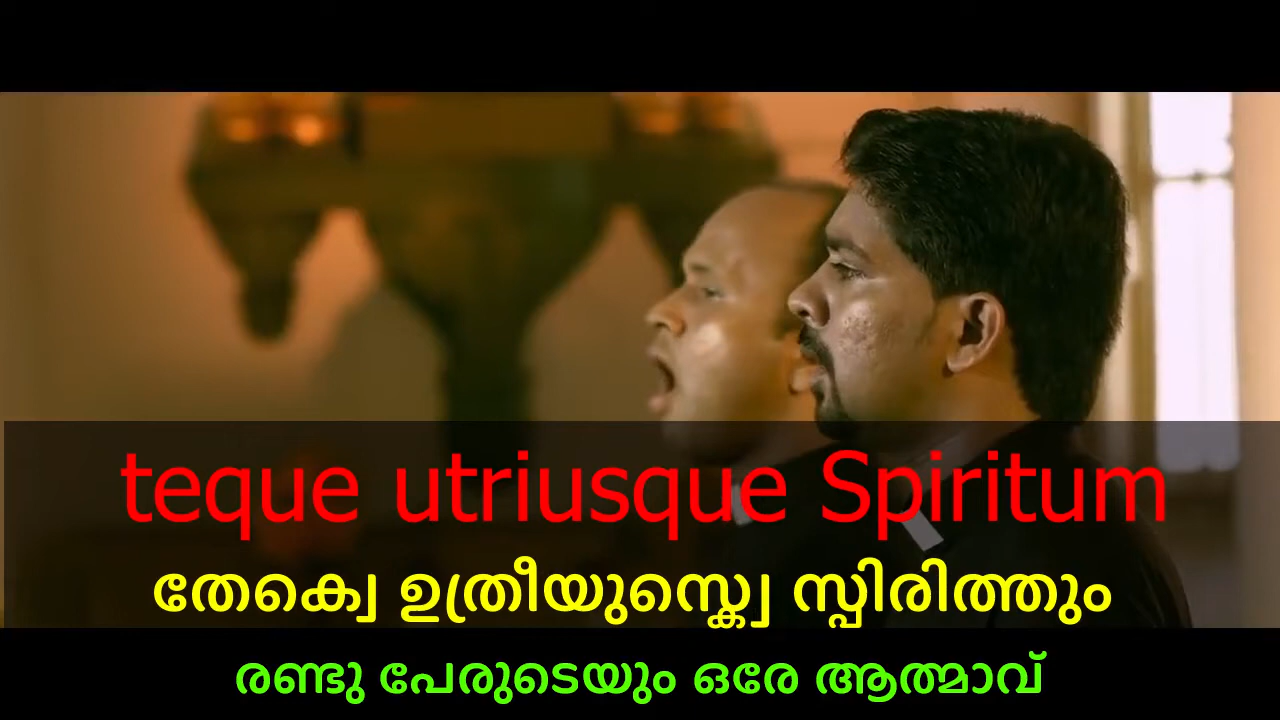 teque utriusque Spiritum
തേക്വെ ഉത്രീയുസ്ക്വെ സ്പിരിത്തും
രണ്ടു പേരുടെയും ഒരേ ആത്മാവ്